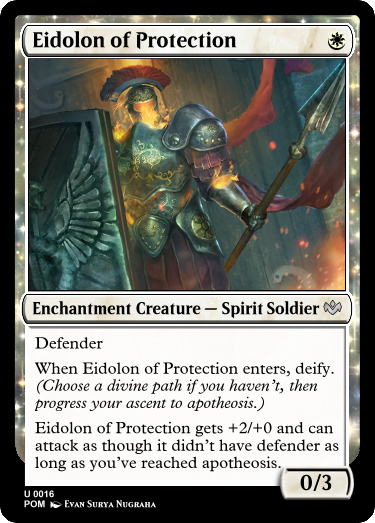 Eidolon of Protection
Enchantment Creature — Spirit Soldier
Defender
When Eidolon of Protection enters, deify.
(Choose a divine path if you haven't, then
progress your ascent to apotheosis.)
Eidolon of Protection gets +2/+0 and can
attack as though it didn't have defender as
long as you've reached apotheosis.
0/3
U 0016
POM Evan Surya Nugraha